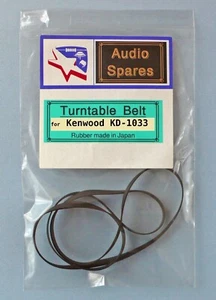 Audio
Spares
Turntable Belt
for Kenwood KD-1033
Rubber made in Japan